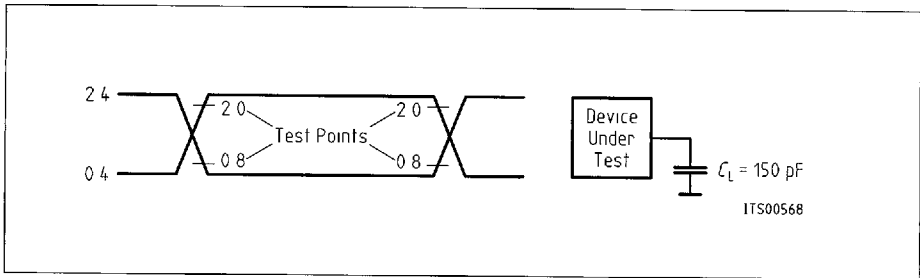 2 4
2 0
2 0
Test Points
0 8
0 8
0 4
Device
Under
Test
C_L = 150 pF
ITS00568